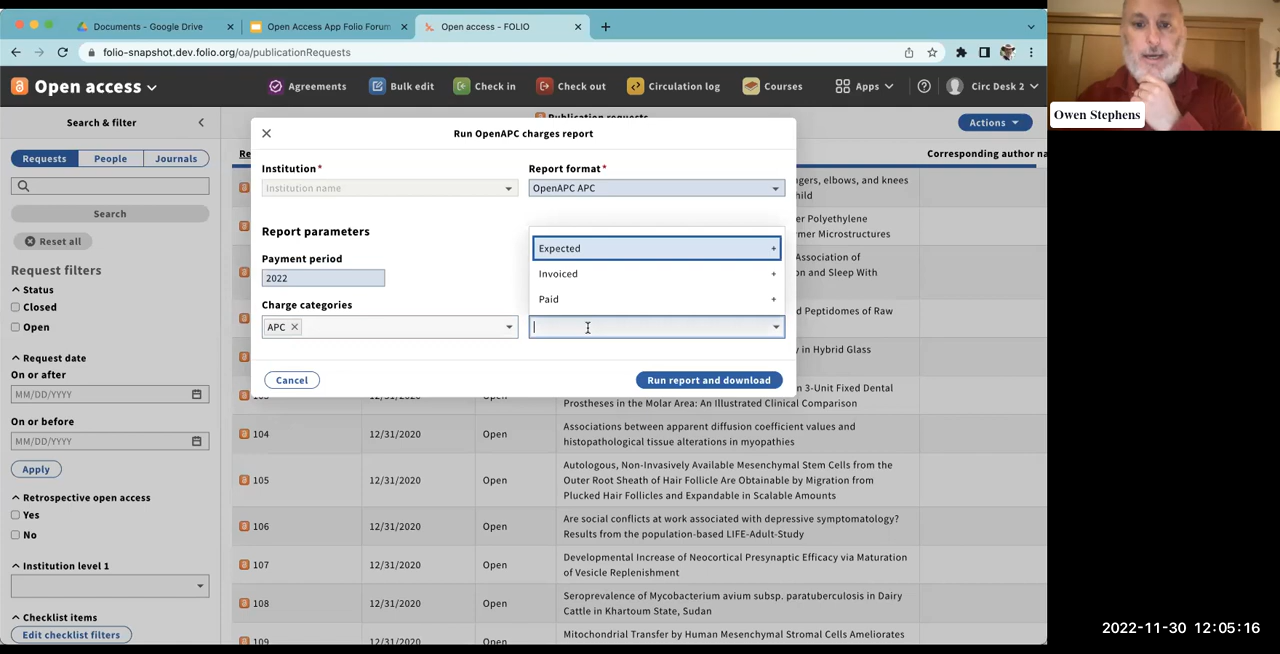 Documents - Google Drive
Open Access App Folio Forum
Open access - FOLIO
folio-snapshot.dev.folio.org/oa/publicationRequests
Open access
Agreements
Bulk edit
Check in
Check out
Circulation log
Courses
Apps
Circ Desk 2
Owen Stephens
Search & filter
Requests
People
Journals
Search
Reset all
Request filters
Status
Closed
Open
Request date
On or after
MM/DD/YYYY
On or before
MM/DD/YYYY
Apply
Retrospective open access
Yes
No
Institution level 1
Checklist items
Edit checklist filters
Publication requests
Actions
Re
Corresponding author na
Run OpenAPC charges report
Institution*
Institution name
Report format*
OpenAPC APC
Report parameters
Payment period
2022
Charge categories
APC
Expected +
Invoiced +
Paid +
Cancel
Run report and download
gers, elbows, and knees
hild
er Polyethylene
mer Microstructures
Association of
on and Sleep With
d Peptidomes of Raw
y in Hybrid Glass
n 3-Unit Fixed Dental
103 12/31/2020 Open Prostheses in the Molar Area: An Illustrated Clinical Comparison
104 12/31/2020 Open Associations between apparent diffusion coefficient values and
histopathological tissue alterations in myopathies
Autologous, Non-Invasively Available Mesenchymal Stem Cells from the
105 12/31/2020 Open Outer Root Sheath of Hair Follicle Are Obtainable by Migration from
Plucked Hair Follicles and Expandable in Scalable Amounts
106 12/31/2020 Open Are social conflicts at work associated with depressive symptomatology?
Results from the population-based LIFE-Adult-Study
107 12/31/2020 Open Developmental Increase of Neocortical Presynaptic Efficacy via Maturation
of Vesicle Replenishment
108 12/31/2020 Open Seroprevalence of Mycobacterium avium subsp. paratuberculosis in Dairy
Cattle in Khartoum State, Sudan
109 12/31/2020 Open Mitochondrial Transfer by Human Mesenchymal Stromal Cells Ameliorates
2022-11-30 12:05:16